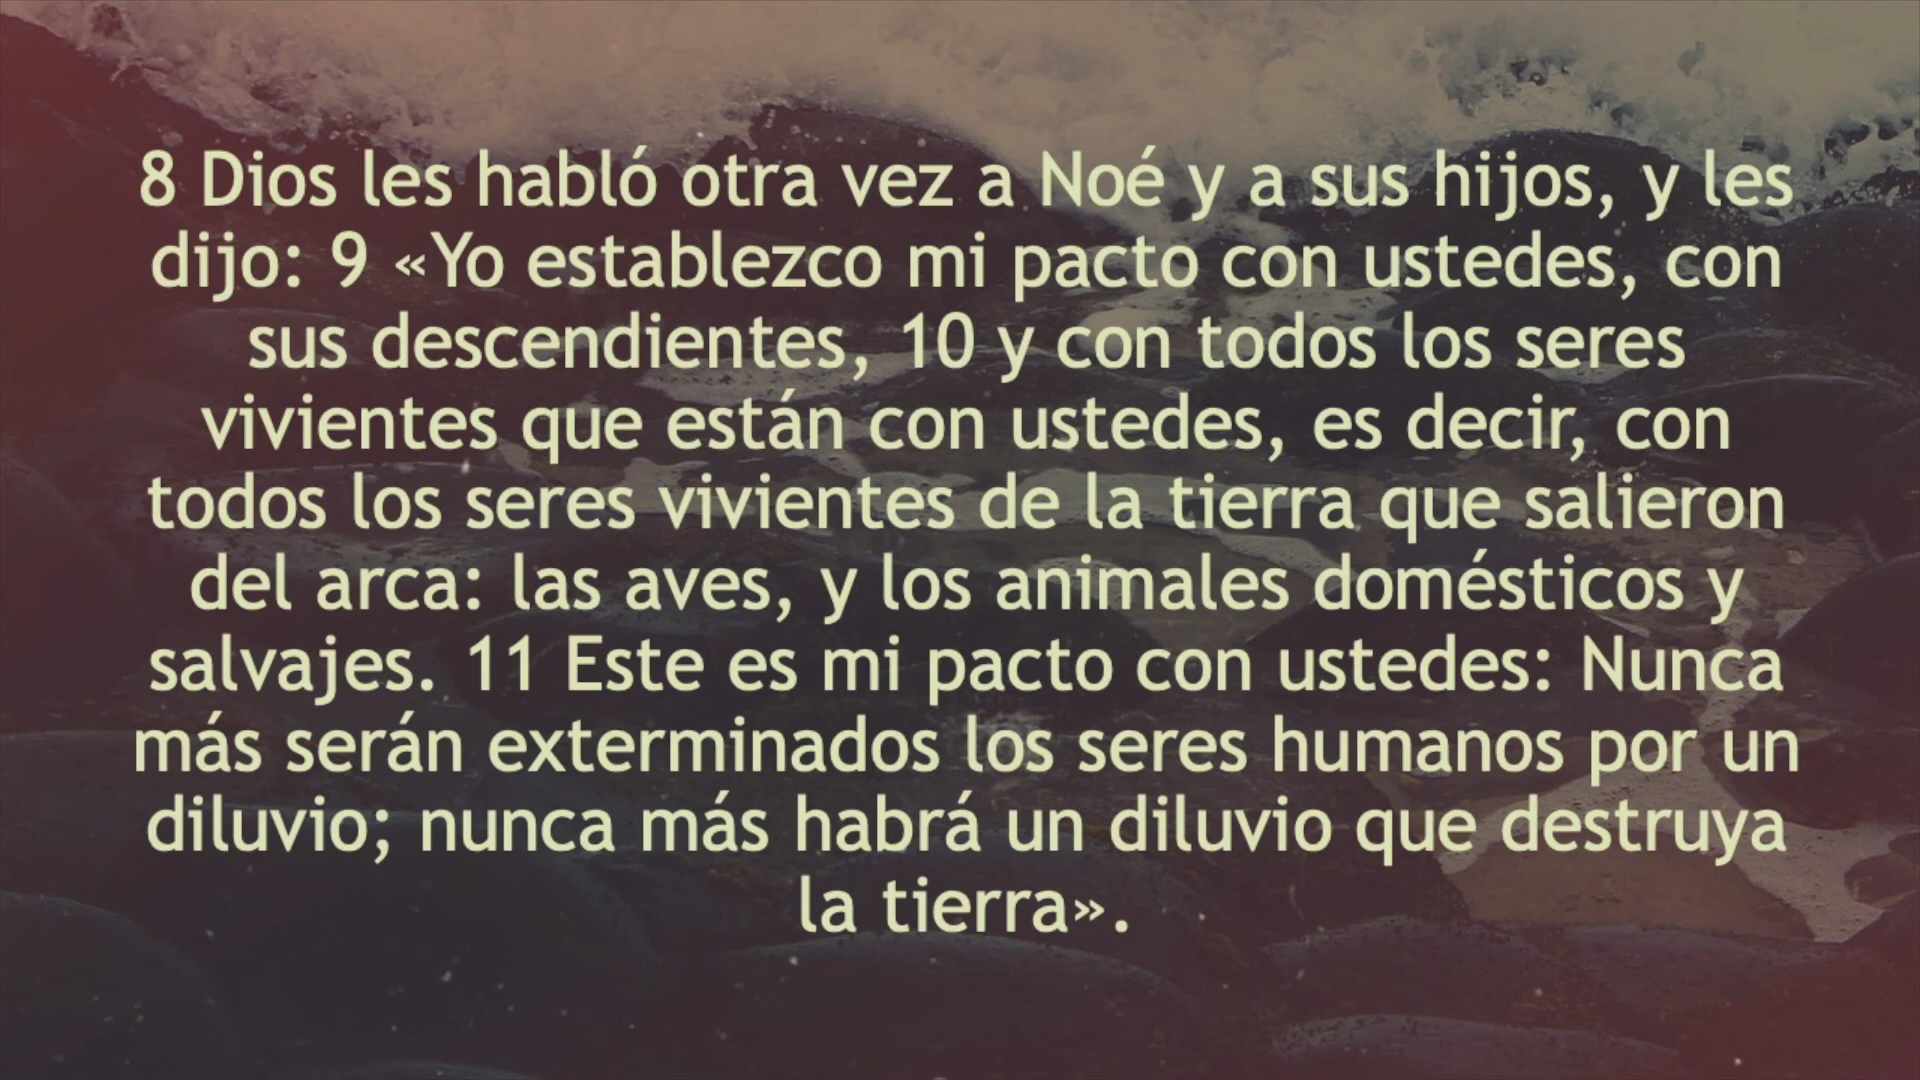 8 Dios les habló otra vez a Noé y a sus hijos, y les
dijo: 9 «Yo establezco mi pacto con ustedes, con
sus descendientes, 10 y con todos los seres
vivientes que están con ustedes, es decir, con
todos los seres vivientes de la tierra que salieron
del arca: las aves, y los animales domésticos y
salvajes. 11 Este es mi pacto con ustedes: Nunca
más serán exterminados los seres humanos por un
diluvio; nunca más habrá un diluvio que destruya
la tierra».